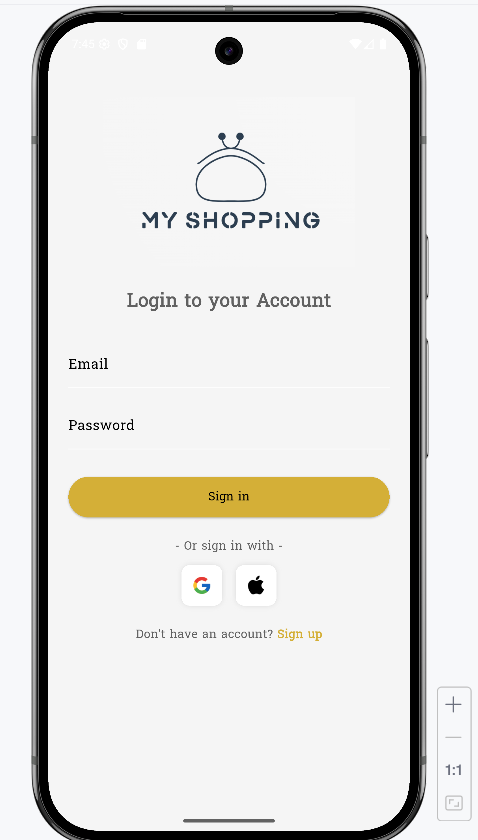 7:45
MY SHOPPING
Login to your Account
Email
Password
Sign in
- Or sign in with -
G
Don't have an account? Sign up
1:1